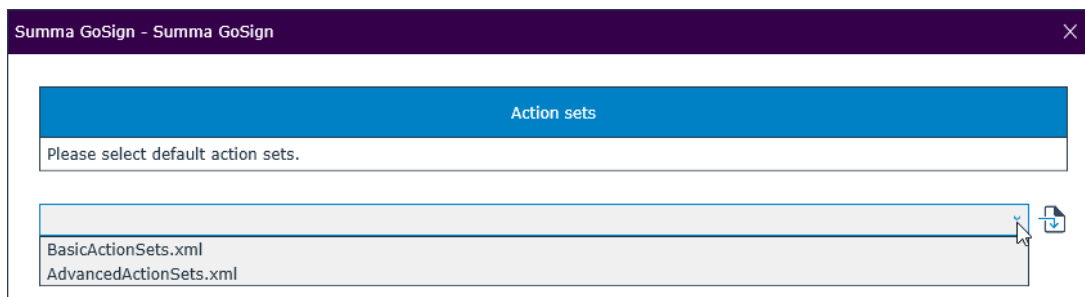 Summa GoSign - Summa GoSign
Action sets
Please select default action sets.
BasicActionSets.xml
AdvancedActionSets.xml